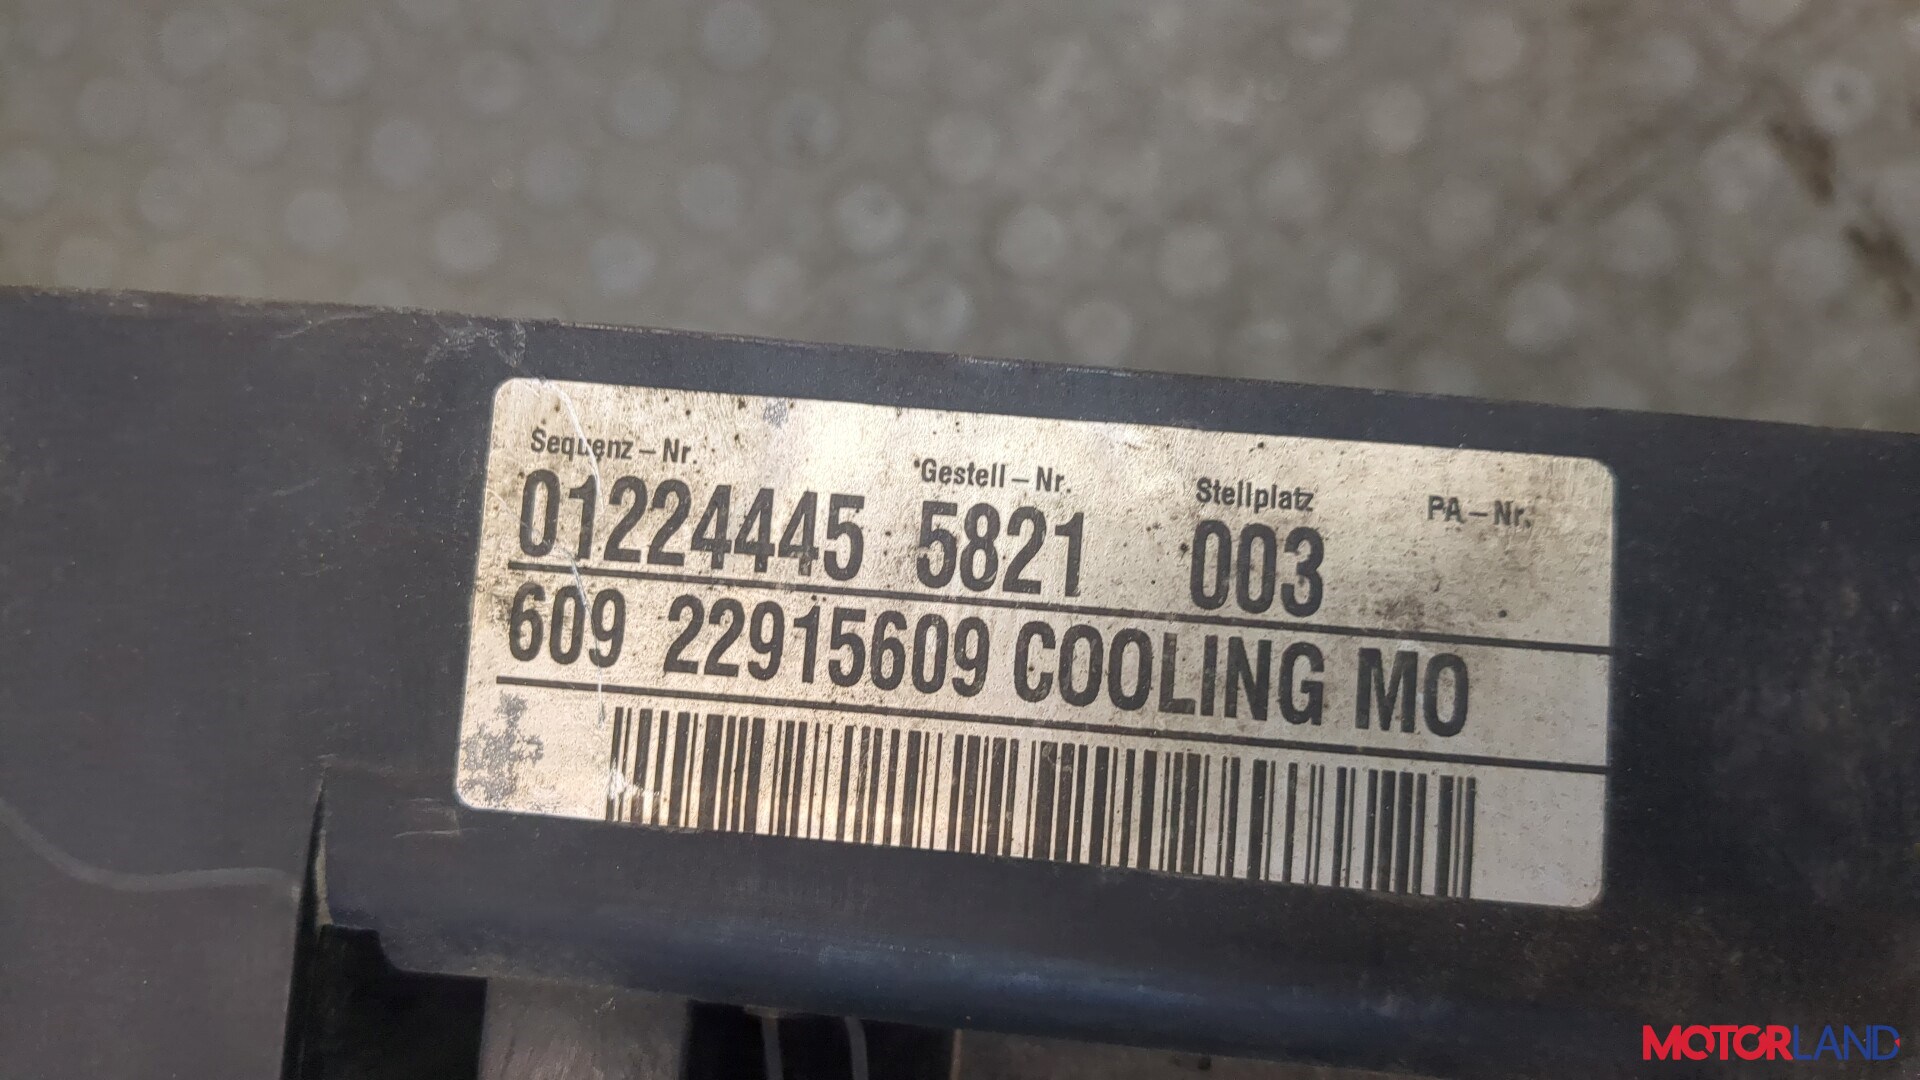 Sequenz-Nr. Gestell-Nr. Stellplatz PA-Nr.
01224445 5821 003
609 22915609 COOLING MO
MOTORLAND